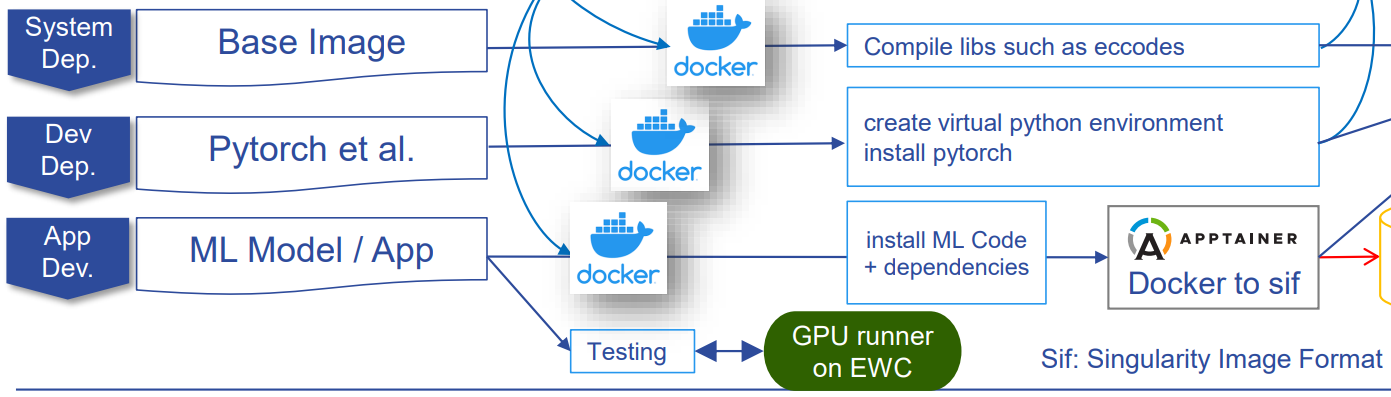 System
Dep.
Base Image
docker
Compile libs such as eccodes
Dev
Dep.
Pytorch et al.
docker
create virtual python environment
install pytorch
App
Dev.
ML Model / App
docker
install ML Code
+ dependencies
APPTAINER
Docker to sif
Testing
GPU runner
on EWC
Sif: Singularity Image Format